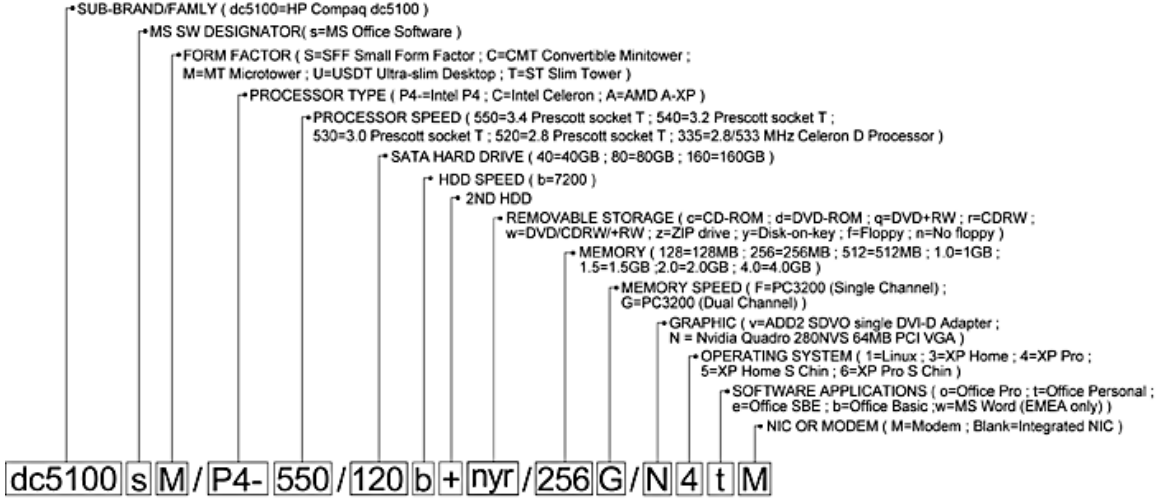 SUB-BRAND/FAMLY ( dc5100=HP Compaq dc5100 )
MS SW DESIGNATOR( s=MS Office Software )
FORM FACTOR ( S=SFF Small Form Factor ; C=CMT Convertible Minitower ;
M=MT Microtower ; U=USDT Ultra-slim Desktop ; T=ST Slim Tower )
PROCESSOR TYPE ( P4-=Intel P4 ; C=Intel Celeron ; A=AMD A-XP )
PROCESSOR SPEED ( 550=3.4 Prescott socket T ; 540=3.2 Prescott socket T ;
530=3.0 Prescott socket T ; 520=2.8 Prescott socket T ; 335=2.8/533 MHz Celeron D Processor )
SATA HARD DRIVE ( 40=40GB ; 80=80GB ; 160=160GB )
HDD SPEED ( b=7200 )
2ND HDD
REMOVABLE STORAGE ( c=CD-ROM ; d=DVD-ROM ; q=DVD+RW ; r=CDRW ;
w=DVD/CDRW/+RW ; z=ZIP drive ; y=Disk-on-key ; f=Floppy ; n=No floppy )
MEMORY ( 128=128MB ; 256=256MB ; 512=512MB ; 1.0=1GB ;
1.5=1.5GB ;2.0=2.0GB ; 4.0=4.0GB )
MEMORY SPEED ( F=PC3200 (Single Channel) ;
G=PC3200 (Dual Channel) )
GRAPHIC ( v=ADD2 SDVO single DVI-D Adapter ;
N = Nvidia Quadro 280NVS 64MB PCI VGA )
OPERATING SYSTEM ( 1=Linux ; 3=XP Home ; 4=XP Pro ;
5=XP Home S Chin ; 6=XP Pro S Chin )
SOFTWARE APPLICATIONS ( o=Office Pro ; t=Office Personal ;
e=Office SBE ; b=Office Basic ;w=MS Word (EMEA only) )
NIC OR MODEM ( M=Modem ; Blank=Integrated NIC )
dc5100 s M / P4- 550 / 120 b + nyr / 256 G / N 4 t M